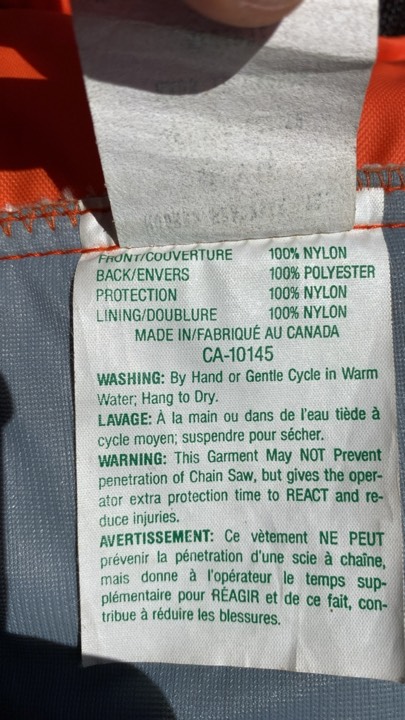 FRONT/COUVERTURE 100% NYLON
BACK/ENVERS 100% POLYESTER
PROTECTION 100% NYLON
LINING/DOUBLURE 100% NYLON
MADE IN/FABRIQUÉ AU CANADA
CA-10145
WASHING: By Hand or Gentle Cycle in Warm
Water; Hang to Dry.
LAVAGE: À la main ou dans de l'eau tiède à
cycle moyen; suspendre pour sécher.
WARNING: This Garment May NOT Prevent
penetration of Chain Saw, but gives the oper-
ator extra protection time to REACT and re-
duce injuries.
AVERTISSEMENT: Ce vètement NE PEUT
prévenir la pénétration d'une scie à chaîne,
mais donne à l'opérateur le temps sup-
plémentaire pour RÉAGIR et de ce fait, con-
tribue à réduire les blessures.